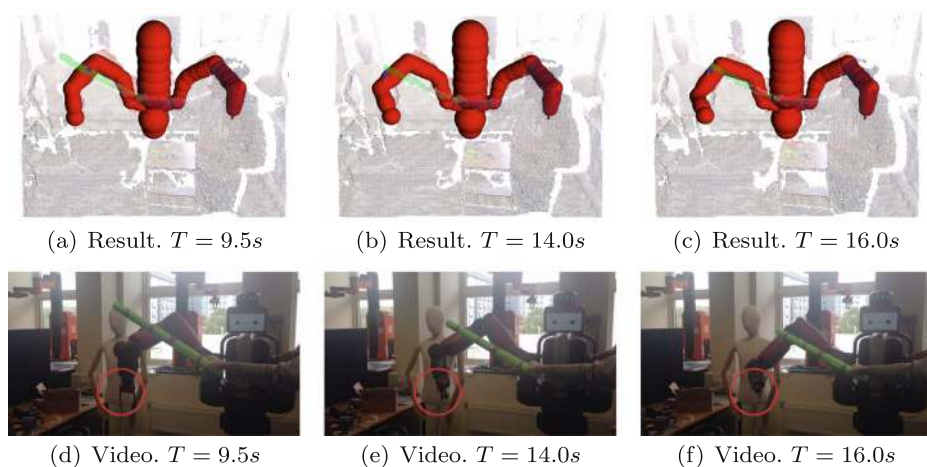 (a) Result. T = 9.5s
(b) Result. T = 14.0s
(c) Result. T = 16.0s
(d) Video. T = 9.5s
(e) Video. T = 14.0s
(f) Video. T = 16.0s